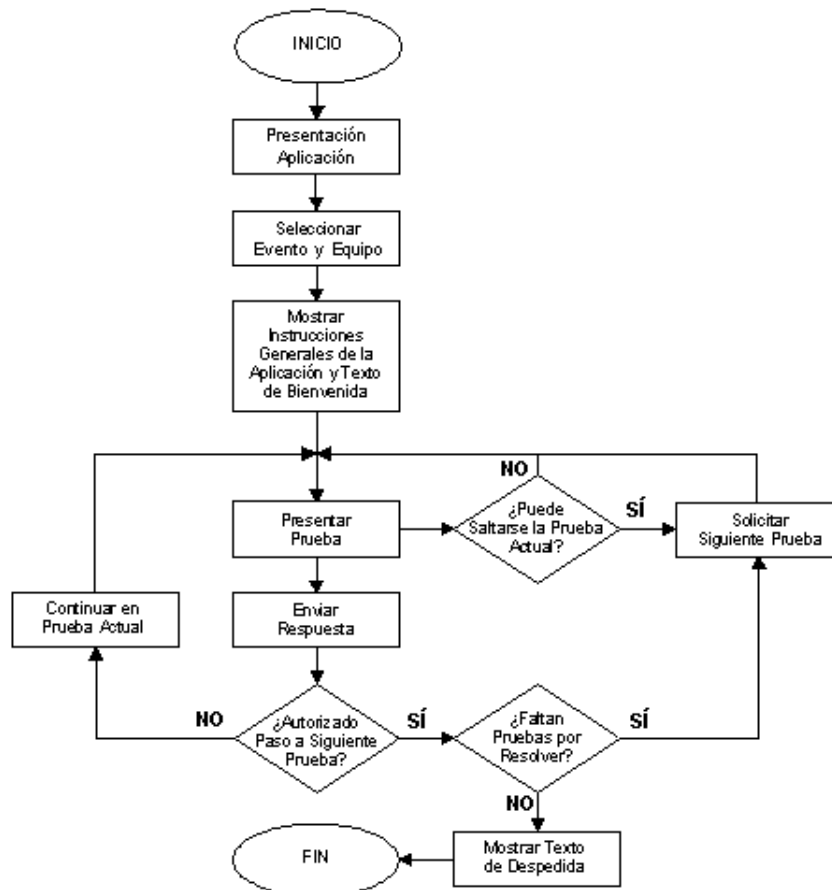 INICIO
Presentación
Aplicación
Seleccionar
Evento y Equipo
Mostrar
Instrucciones
Generales de la
Aplicación y Texto
de Bienvenida
NO
¿Puede
Saltarse la Prueba
Actual?
SÍ
Presentar
Prueba
Solicitar
Siguiente Prueba
Continuar en
Prueba Actual
Enviar
Respuesta
NO
¿Autorizado
Paso a Siguiente
Prueba?
SÍ
¿Faltan
Pruebas por
Resolver?
SÍ
NO
Mostrar Texto
de Despedida
FIN